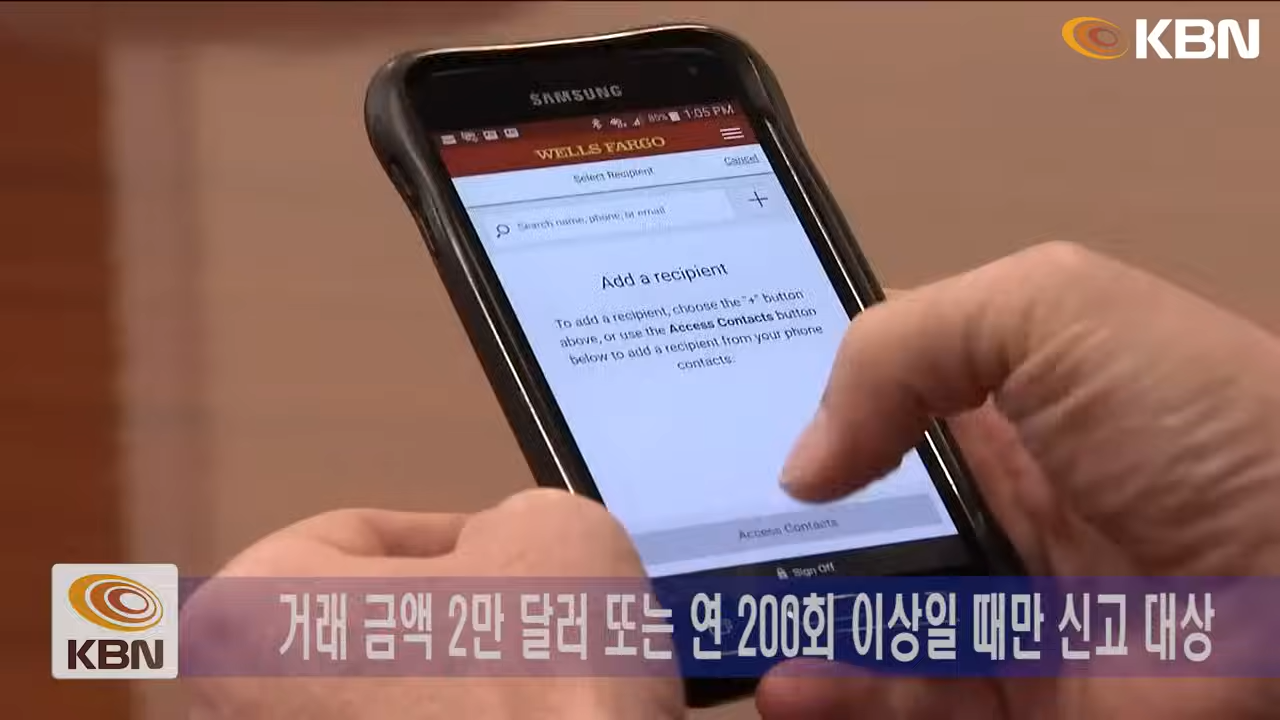 KBN
SAMSUNG
85% 1:05 PM
WELLS FARGO
Select Recipient
Cancel
Search name, phone, or email
+
Add a recipient
To add a recipient, choose the "+" button
above, or use the Access Contacts button
below to add a recipient from your phone
contacts.
Access Contacts
Sign Off
KBN
거래 금액 2만 달러 또는 연 200회 이상일 때만 신고 대상